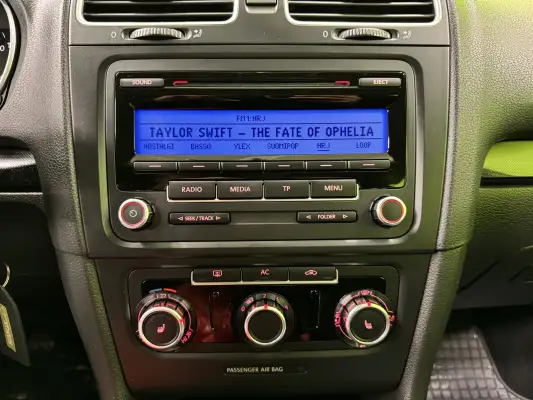 SOUND
EJECT
FM1:NRJ
TAYLOR SWIFT – THE FATE OF OPHELIA
NOSTALGI BASSO YLEX SUOMIPOP NRJ LOOP
RADIO MEDIA TP MENU
SEEK/TRACK FOLDER
AC
PASSENGER AIR BAG